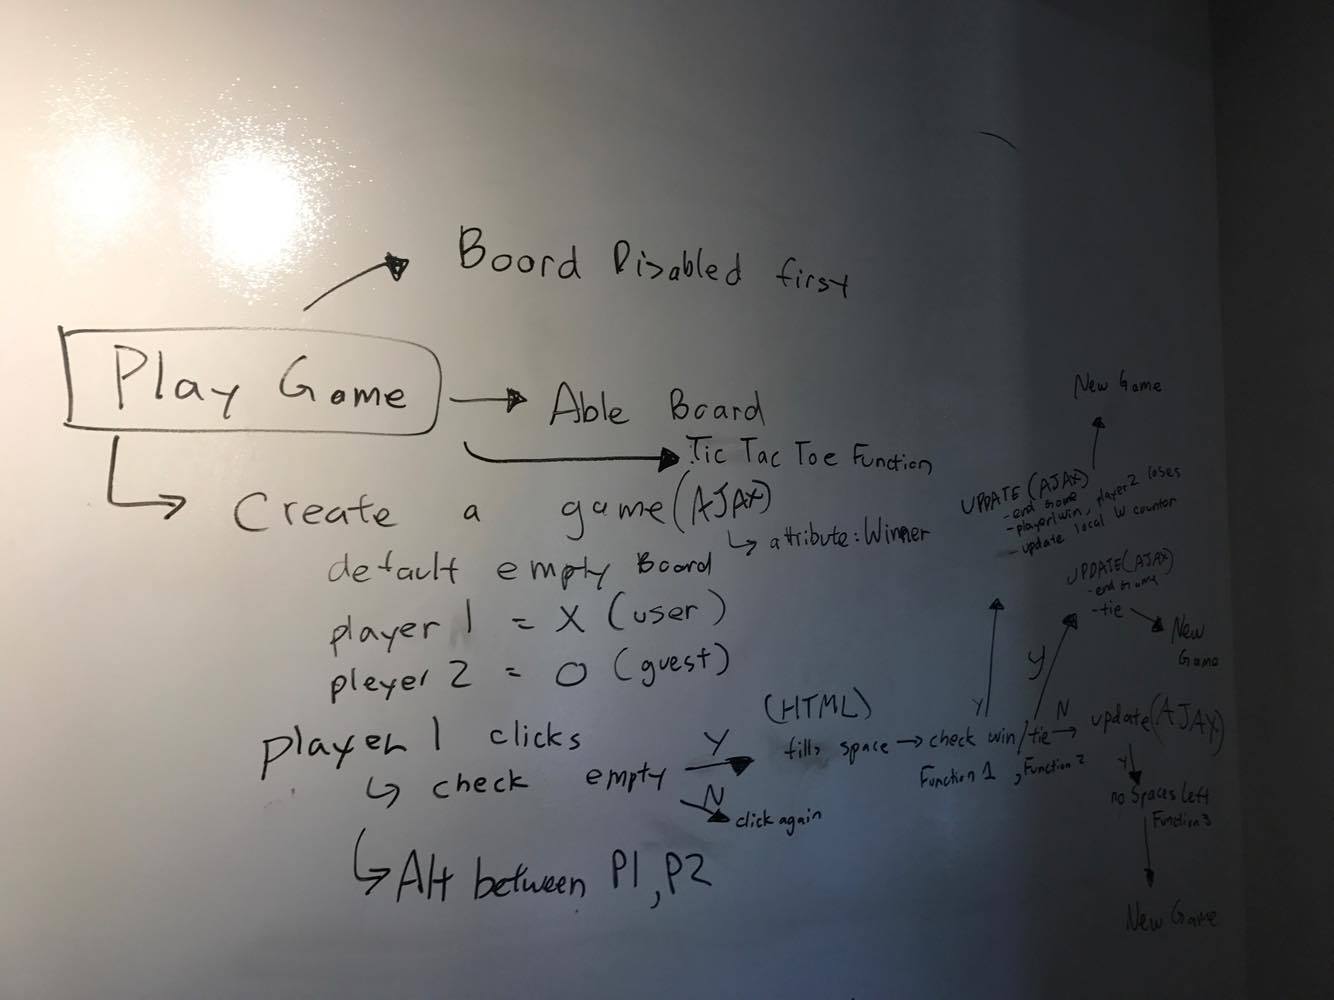 Board Disabled first
Play Game
Able Board
Tic Tac Toe Function
Create a game (AJAX)
attribute: Winner
default empty Board
player 1 = X (user)
player 2 = O (guest)
player 1 clicks
check empty
Y
N
click again
Alt between P1, P2
(HTML)
fills space
check win/tie
Function 1, Function 2
Y
UPDATE (AJAX)
- end game
- player1 win, player2 loses
- update local W counter
New Game
Y
UPDATE (AJAX)
- end game
- tie
New
Game
N
update (AJAX)
Y
no spaces left
Function 3
New Game